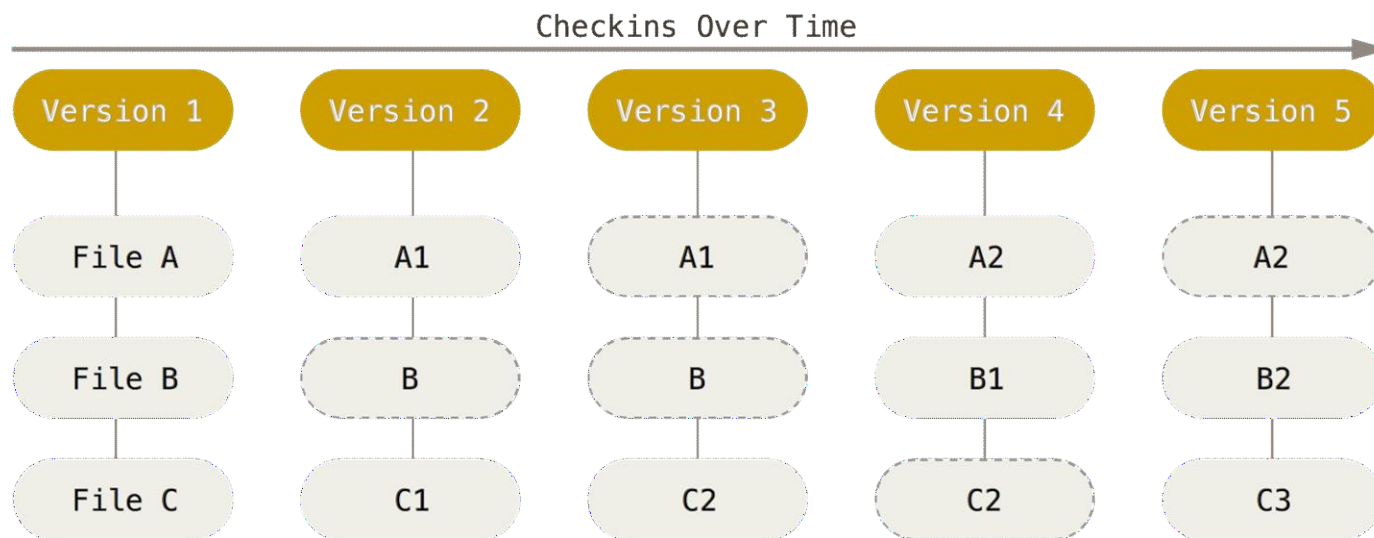 Checkins Over Time
Version 1 Version 2 Version 3 Version 4 Version 5
File A A1 A1 A2 A2
File B B B B1 B2
File C C1 C2 C2 C3